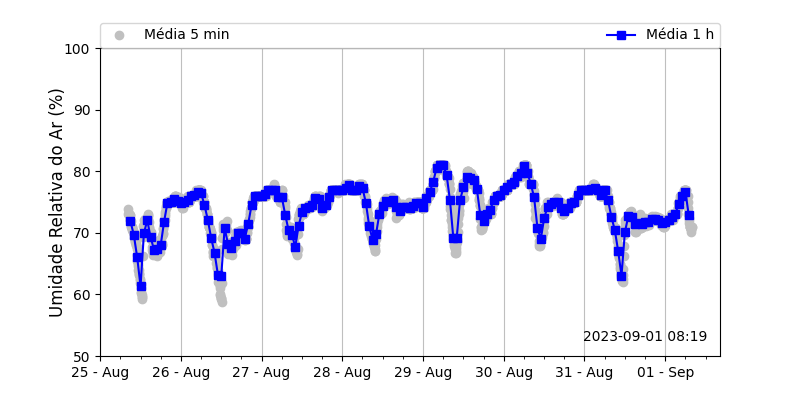 Média 5 min
Média 1 h
Umidade Relativa do Ar (%)
100
90
80
70
60
50
2023-09-01 08:19
25 - Aug
26 - Aug
27 - Aug
28 - Aug
29 - Aug
30 - Aug
31 - Aug
01 - Sep